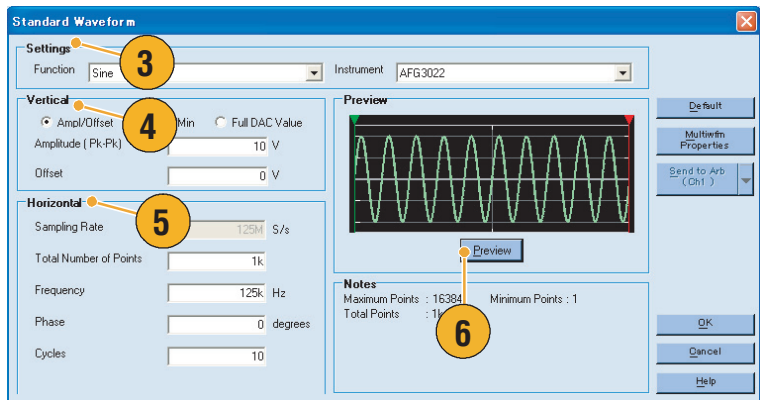 Standard Waveform
Settings
3
Function Sine
Instrument AFG3022
Vertical
4
Ampl/Offset Min Full DAC Value
Amplitude ( Pk-Pk) 10 V
Offset 0 V
Horizontal
5
Sampling Rate 125M S/s
Total Number of Points 1k
Frequency 125k Hz
Phase 0 degrees
Cycles 10
Preview
Preview
6
Notes
Maximum Points : 16384 Minimum Points : 1
Total Points : 1k
Default
Multiwfm
Properties
Send to Arb
(Ch1)
OK
Cancel
Help